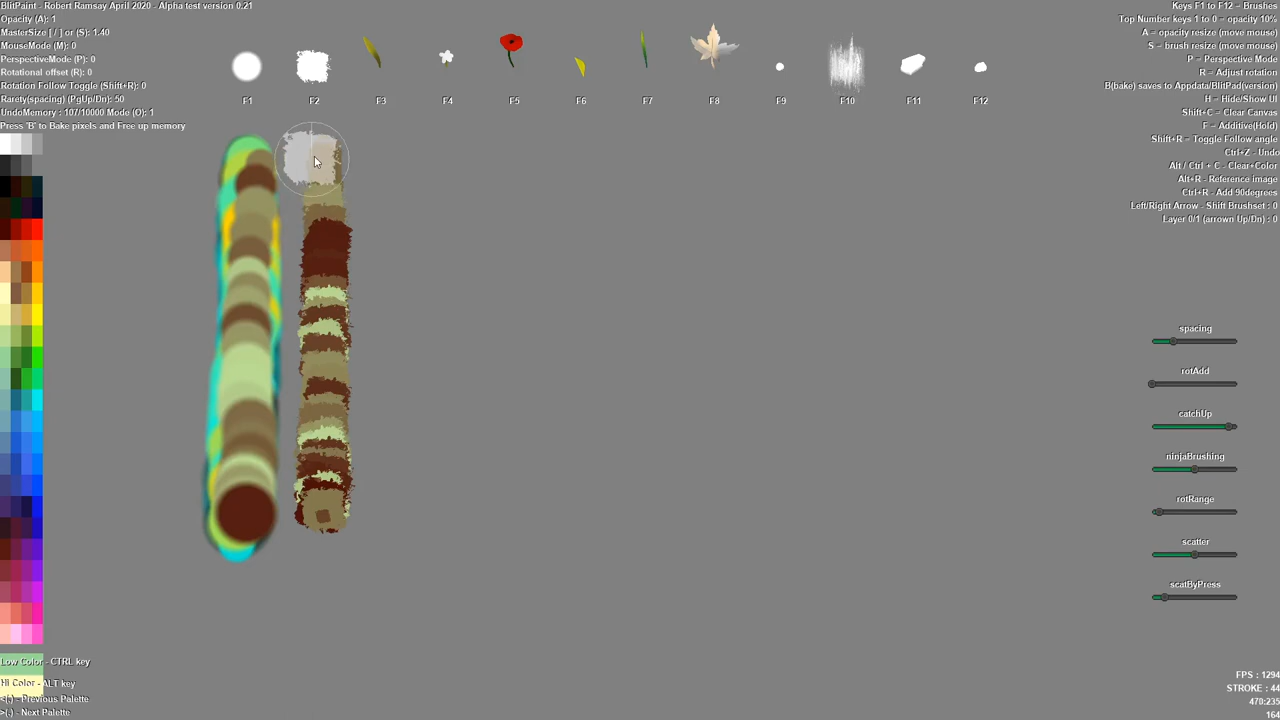 BlitPaint - Robert Ramsay April 2020 - Alpha test version 0.21
Opacity (A): 1
MasterSize [ / ] or (S): 1.40
MouseMode (M): 0
PerspectiveMode (P): 0
Rotational offset (R): 0
Rotation Follow Toggle (Shift+R): 0
Rarety(spacing) (PgUp/Dn): 50
UndoMemory : 107/10000 Mode (O): 1
Press 'B' to Bake pixels and Free up memory
F1
F2
F3
F4
F5
F6
F7
F8
F9
F10
F11
F12
Keys F1 to F12 = Brushes
Top Number keys 1 to 0 = opacity 10%
A = opacity resize (move mouse)
S = brush resize (move mouse)
P = Perspective Mode
R = Adjust rotation
B(bake) saves to Appdata/BlitPad(version)
H = Hide/Show UI
Shift+C = Clear Canvas
F = Additive(Hold)
Shift+R = Toggle Follow angle
Ctrl+Z - Undo
Alt / Ctrl + C - Clear+Color
Alt+R - Reference image
Ctrl+R - Add 90degrees
Left/Right Arrow - Shift Brushset : 0
Layer 0/1 (arrown Up/Dn) : 0
spacing
rotAdd
catchUp
ninjaBrushing
rotRange
scatter
scatByPress
Low Color - CTRL key
Hi Color - ALT key
<(,) - Previous Palette
>(.) - Next Palette
FPS : 1294
STROKE : 44
470:235
164